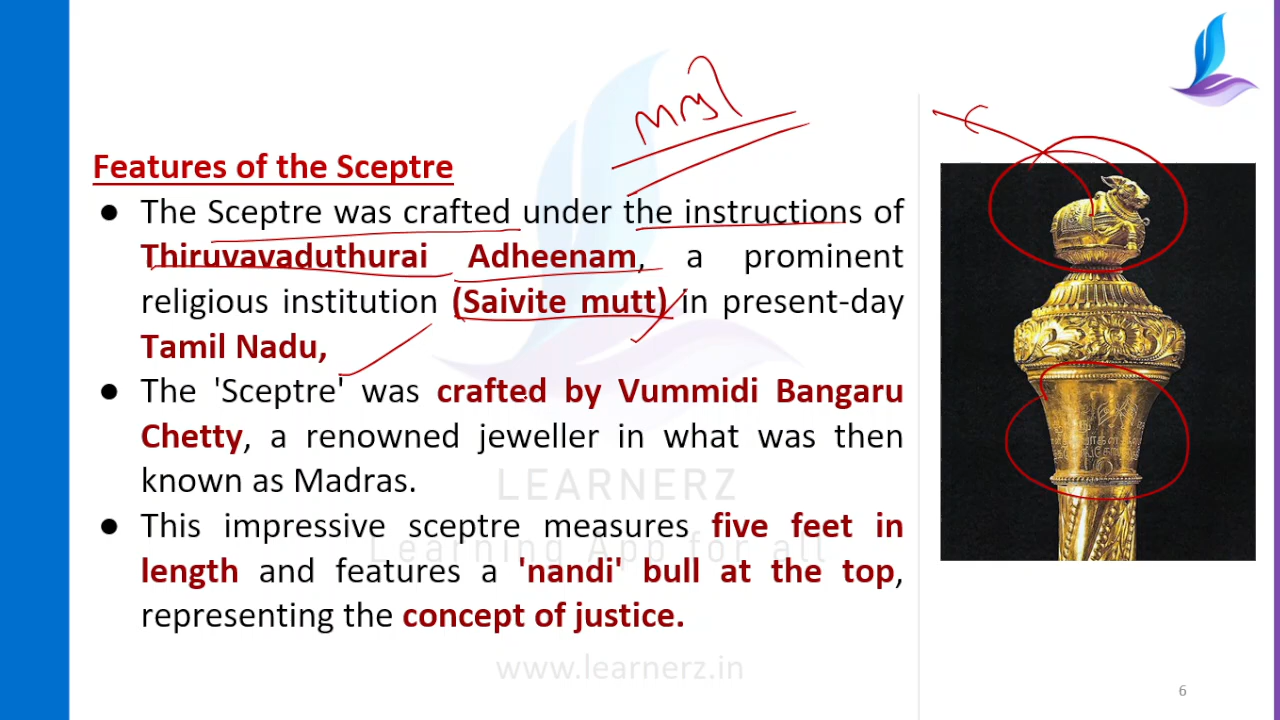 Features of the Sceptre
● The Sceptre was crafted under the instructions of
Thiruvavaduthurai Adheenam, a prominent
religious institution (Saivite mutt) in present-day
Tamil Nadu,
● The 'Sceptre' was crafted by Vummidi Bangaru
Chetty, a renowned jeweller in what was then
known as Madras.
● This impressive sceptre measures five feet in
length and features a 'nandi' bull at the top,
representing the concept of justice.
LEARNERZ
Learning App for all
www.learnerz.in
6